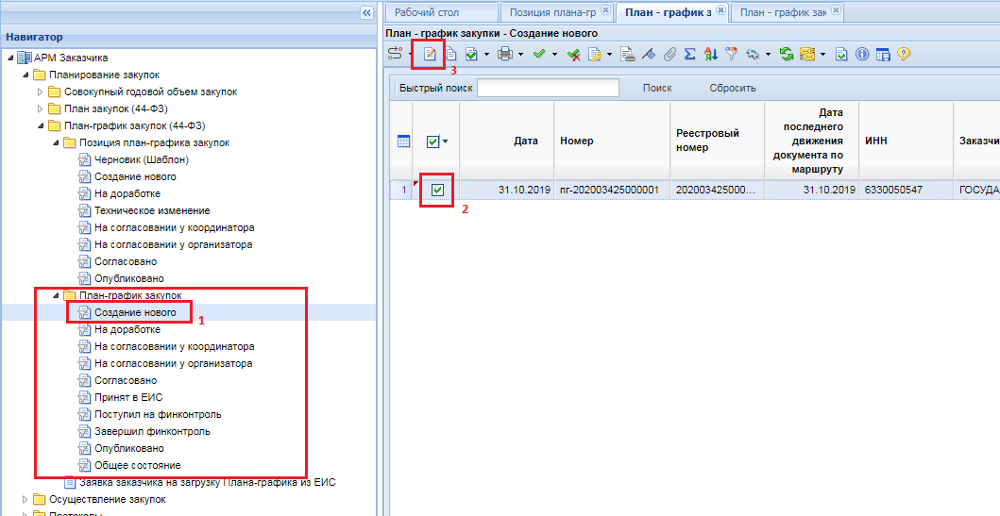 Навигатор
АРМ Заказчика
Планирование закупок
Совокупный годовой объем закупок
План закупок (44-ФЗ)
План-график закупок (44-ФЗ)
Позиция план-графика закупок
Черновик (Шаблон)
Создание нового
На доработке
Техническое изменение
На согласовании у координатора
На согласовании у организатора
Согласовано
Опубликовано
План-график закупок
Создание нового
1
На доработке
На согласовании у координатора
На согласовании у организатора
Согласовано
Принят в ЕИС
Поступил на финконтроль
Завершил финконтроль
Опубликовано
Общее состояние
Заявка заказчика на загрузку Плана-графика из ЕИС
Осуществление закупок
Протоколы
Рабочий стол
Позиция плана-гр
План - график з
План - график зак
План - график закупки - Создание нового
3
Быстрый поиск
Поиск
Сбросить
Дата
Номер
Реестровый
номер
Дата
последнего
движения
документа по
маршруту
ИНН
Заказчи
1
31.10.2019
пг-202003425000001
202003425000...
31.10.2019
6330050547
ГОСУДА
2